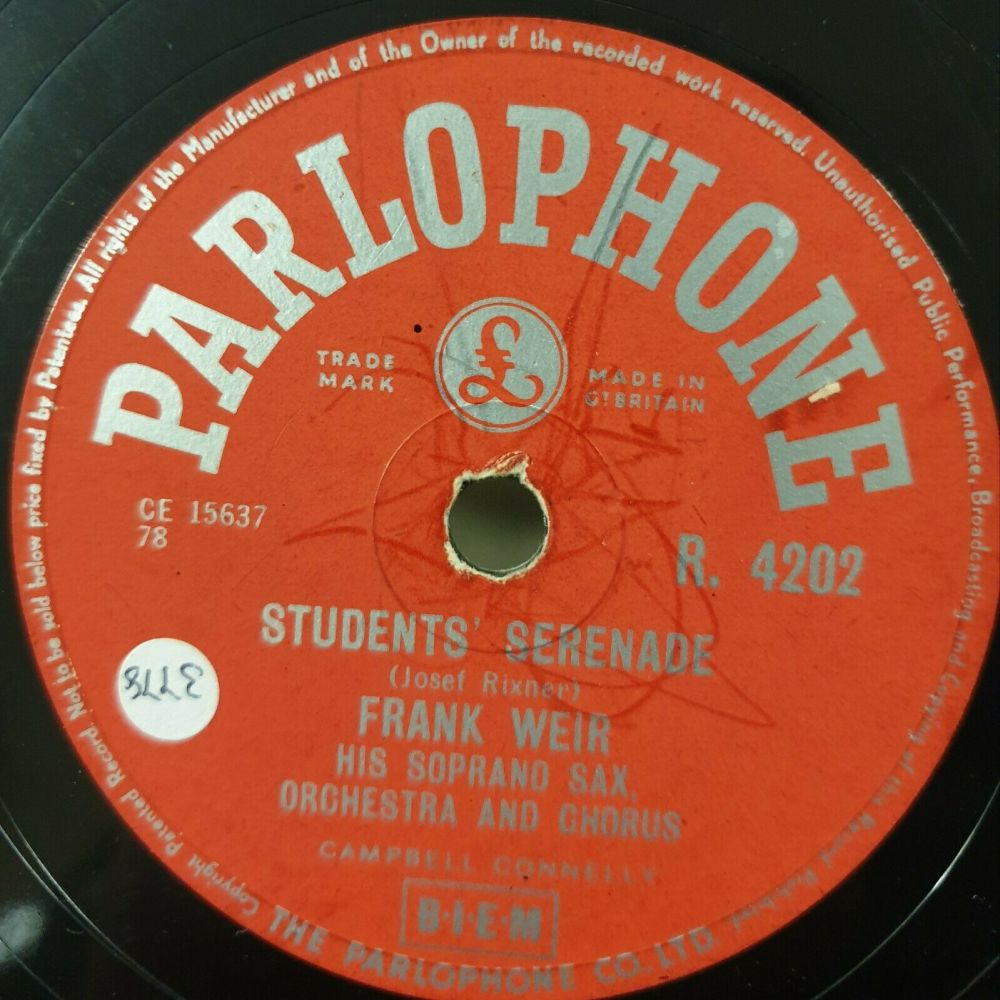 Copyright Patented Record. Not to be sold below price fixed by Patentees. All rights of the Manufacturer and of the Owner of the recorded work reserved. Unauthorised Public Performance, Broadcasting and Copying of this Record Prohibited
PARLOPHONE
TRADE MARK
£
MADE IN GT BRITAIN
CE 15637
78
R. 4202
STUDENTS' SERENADE
(Josef Rixner)
FRANK WEIR
HIS SOPRANO SAX,
ORCHESTRA AND CHORUS
CAMPBELL CONNELLY
B·I·E·M
THE PARLOPHONE CO. LTD.